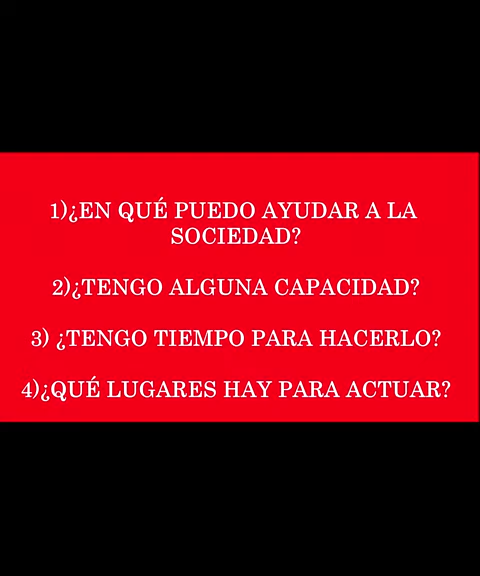 1)¿EN QUÉ PUEDO AYUDAR A LA
SOCIEDAD?
2)¿TENGO ALGUNA CAPACIDAD?
3) ¿TENGO TIEMPO PARA HACERLO?
4)¿QUÉ LUGARES HAY PARA ACTUAR?